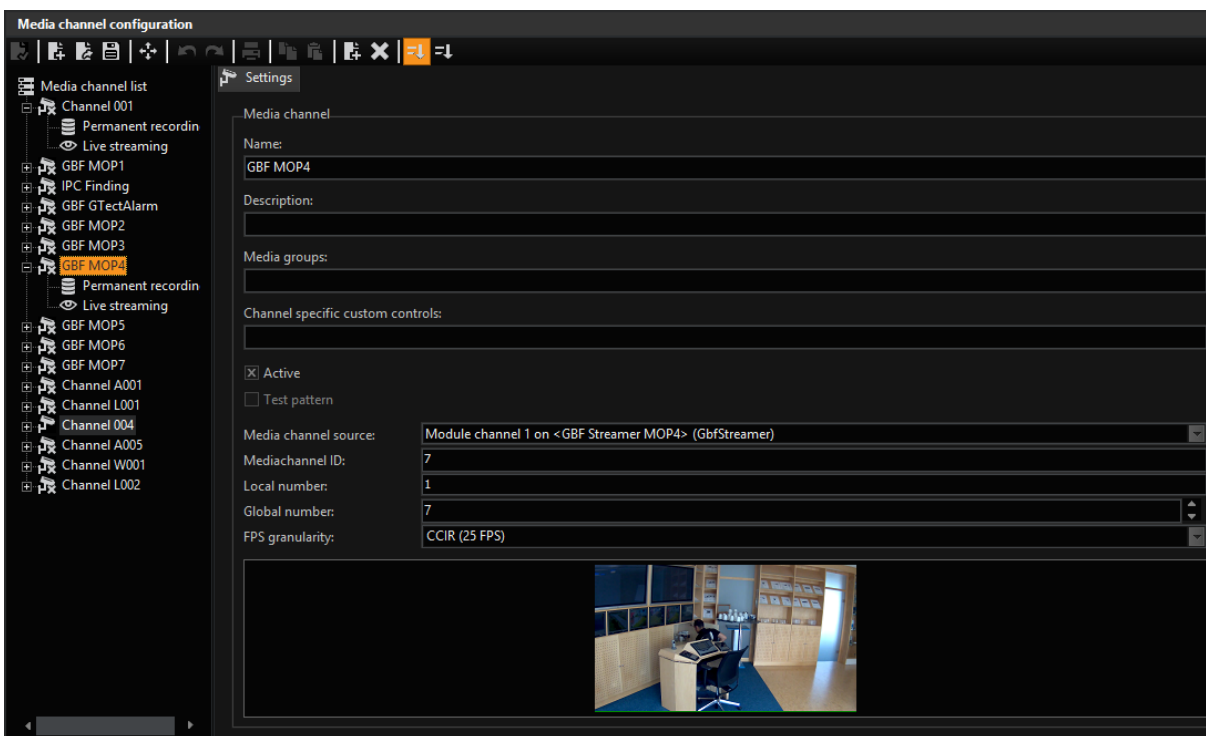 Media channel configuration
Settings
Media channel list
Channel 001
Permanent recordin
Live streaming
GBF MOP1
IPC Finding
GBF GTectAlarm
GBF MOP2
GBF MOP3
GBF MOP4
Permanent recordin
Live streaming
GBF MOP5
GBF MOP6
GBF MOP7
Channel A001
Channel L001
Channel 004
Channel A005
Channel W001
Channel L002
Media channel
Name:
GBF MOP4
Description:
Media groups:
Channel specific custom controls:
Active
Test pattern
Media channel source: Module channel 1 on <GBF Streamer MOP4> (GbfStreamer)
Mediachannel ID: 7
Local number: 1
Global number: 7
FPS granularity: CCIR (25 FPS)